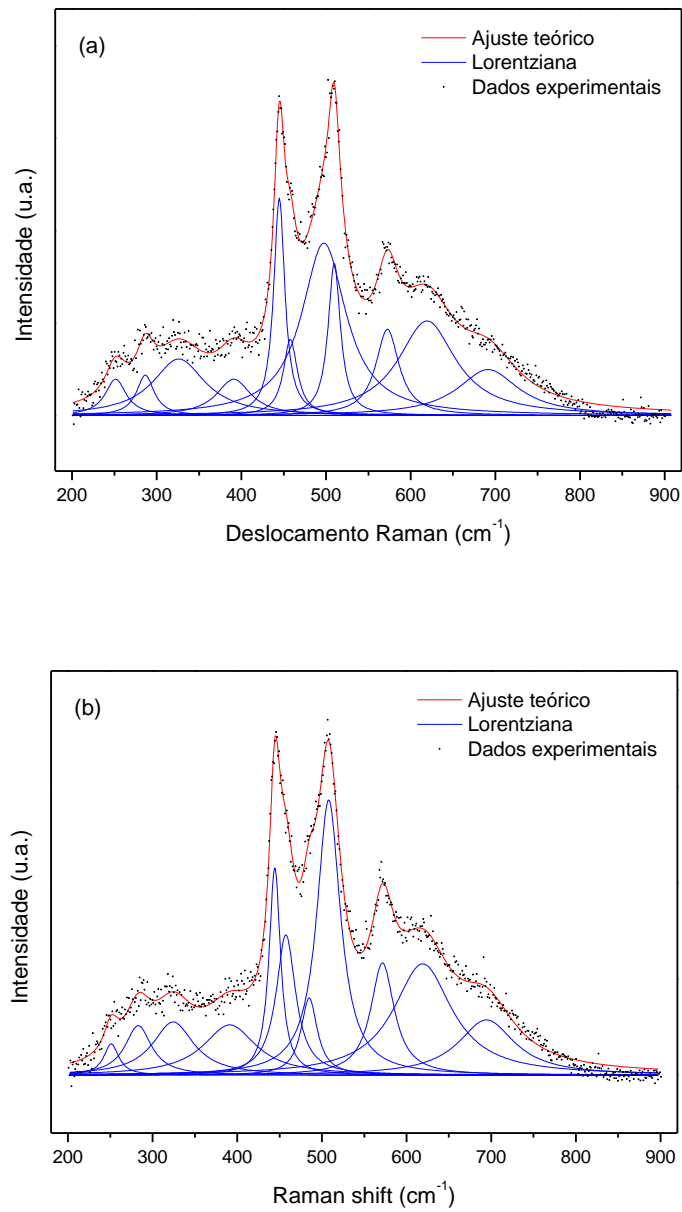 (a)
Ajuste teórico
Lorentziana
Dados experimentais
Intensidade (u.a.)
200 300 400 500 600 700 800 900
Deslocamento Raman (cm⁻¹)
(b)
Ajuste teórico
Lorentziana
Dados experimentais
Intensidade (u.a.)
200 300 400 500 600 700 800 900
Raman shift (cm⁻¹)